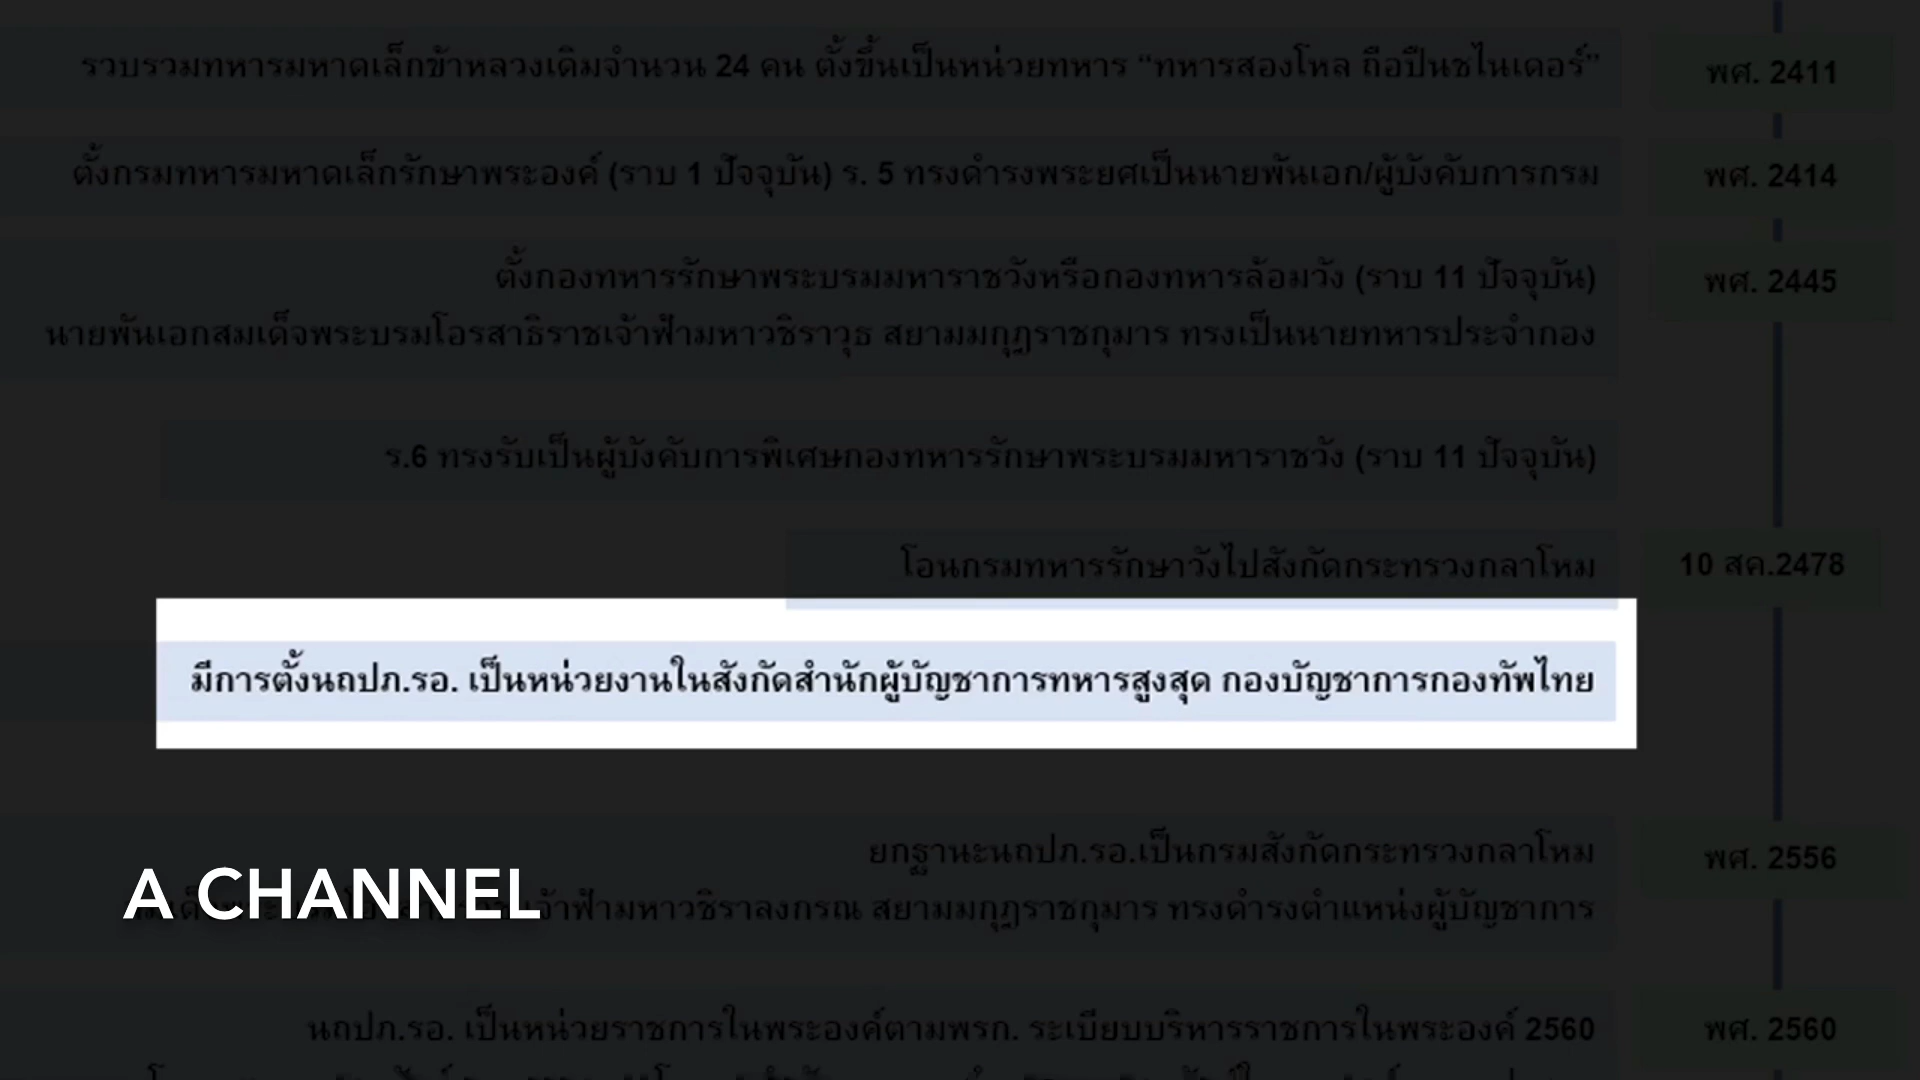 รวบรวมทหารมหาดเล็กข้าหลวงเดิมจำนวน 24 คน ตั้งขึ้นเป็นหน่วยทหาร “ทหารสองโหล ถือปืนชไนเดอร์”
พศ. 2411
ตั้งกรมทหารมหาดเล็กรักษาพระองค์ (ราบ 1 ปัจจุบัน) ร. 5 ทรงดำรงพระยศเป็นนายพันเอก/ผู้บังคับการกรม
พศ. 2414
ตั้งกองทหารรักษาพระบรมมหาราชวังหรือกองทหารล้อมวัง (ราบ 11 ปัจจุบัน)
พศ. 2445
นายพันเอกสมเด็จพระบรมโอรสาธิราชเจ้าฟ้ามหาวชิราวุธ สยามมกุฎราชกุมาร ทรงเป็นนายทหารประจำกอง
ร.6 ทรงรับเป็นผู้บังคับการพิเศษกองทหารรักษาพระบรมมหาราชวัง (ราบ 11 ปัจจุบัน)
โอนกรมทหารรักษาวังไปสังกัดกระทรวงกลาโหม
10 สค.2478
มีการตั้งนถปภ.รอ. เป็นหน่วยงานในสังกัดสำนักผู้บัญชาการทหารสูงสุด กองบัญชาการกองทัพไทย
ยกฐานะนถปภ.รอ.เป็นกรมสังกัดกระทรวงกลาโหม
พศ. 2556
เจ้าฟ้ามหาวชิราลงกรณ สยามมกุฎราชกุมาร ทรงดำรงตำแหน่งผู้บัญชาการ
A CHANNEL
นถปภ.รอ. เป็นหน่วยราชการในพระองค์ตามพรก. ระเบียบบริหารราชการในพระองค์ 2560
พศ. 2560